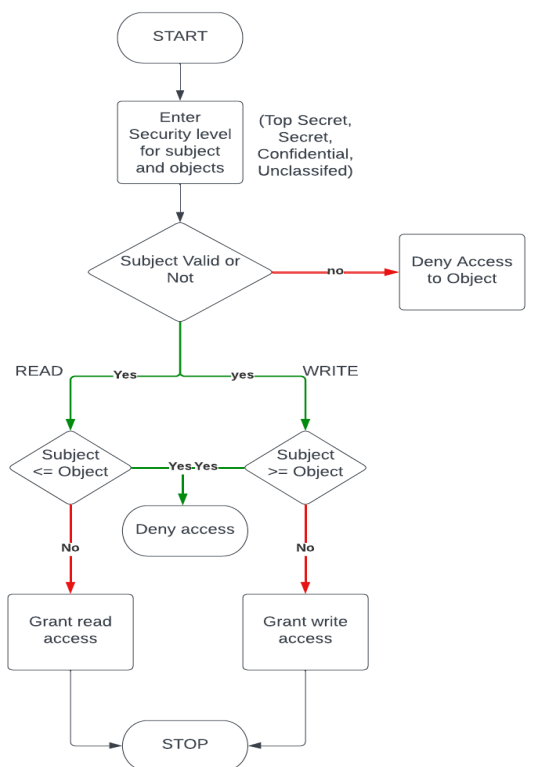 START
Enter
Security level
for subject
and objects
(Top Secret,
Secret,
Confidential,
Unclassifed)
Subject Valid or
Not
no
Deny Access
to Object
READ
Yes
yes
WRITE
Subject
<= Object
Yes
Yes
Subject
>= Object
Deny access
No
No
Grant read
access
Grant write
access
STOP